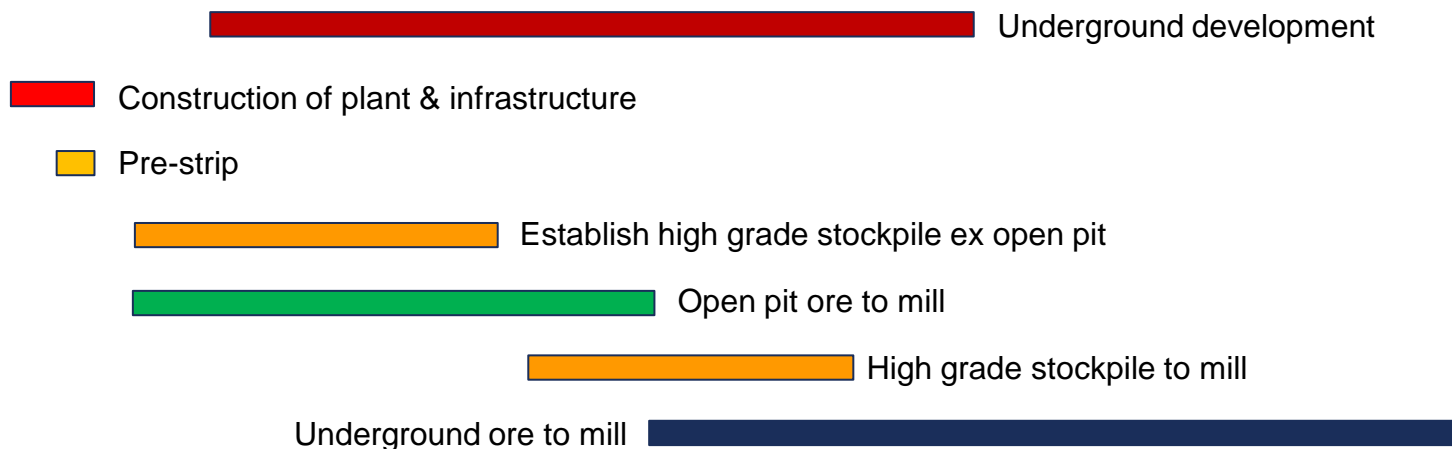 Underground development
Construction of plant & infrastructure
Pre-strip
Establish high grade stockpile ex open pit
Open pit ore to mill
High grade stockpile to mill
Underground ore to mill